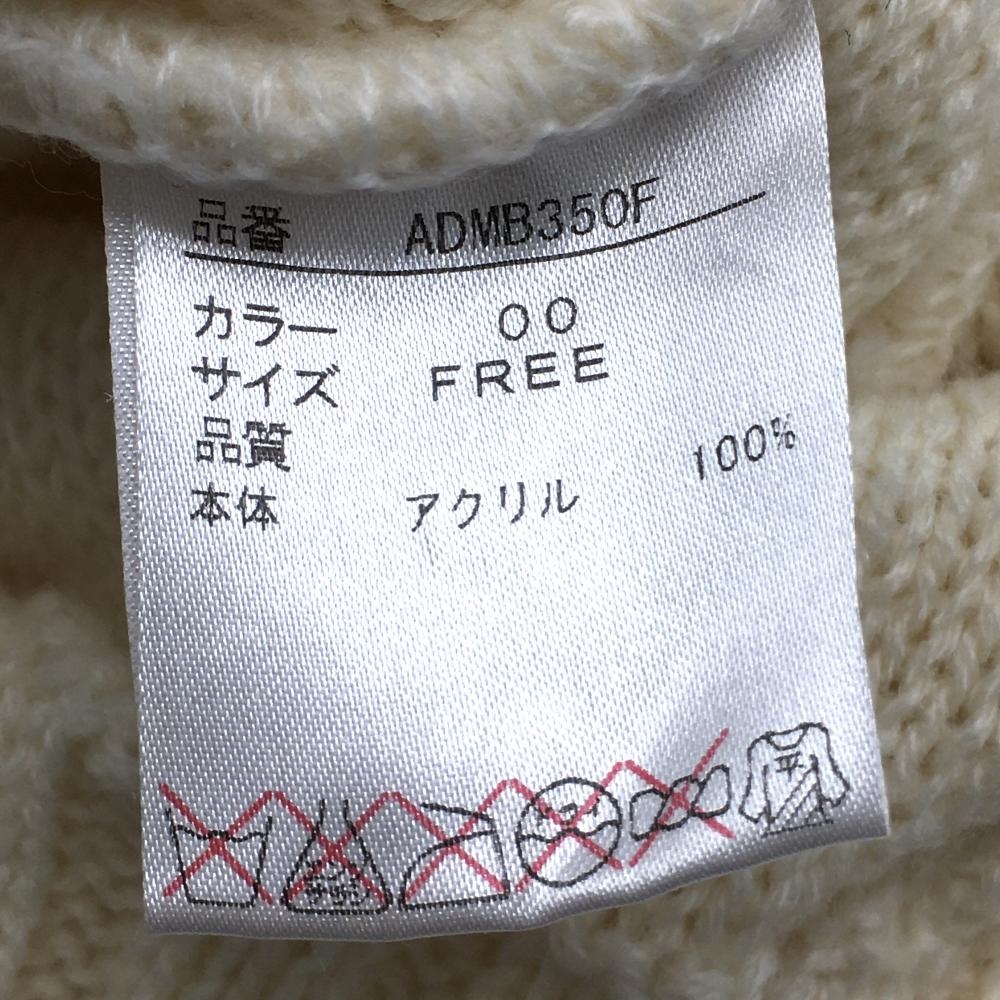 品番 ADMB350F
カラー 00
サイズ FREE
品質
本体 アクリル 100%
平